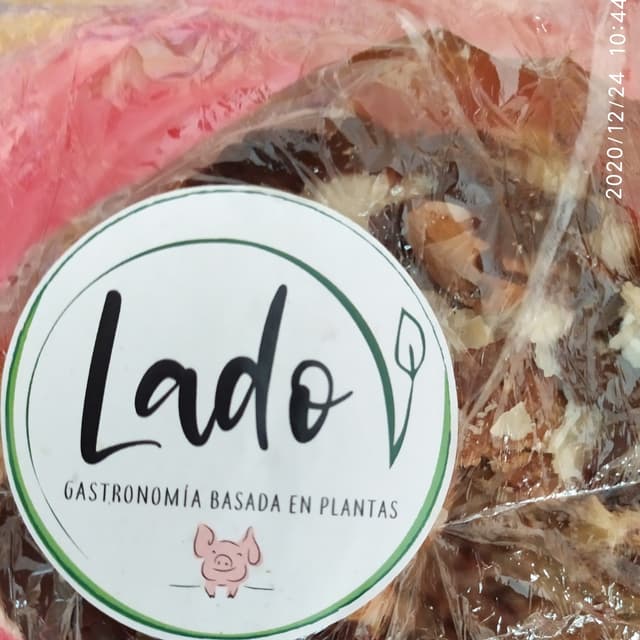 Lado
GASTRONOMÍA BASADA EN PLANTAS
2020/12/24 10:44